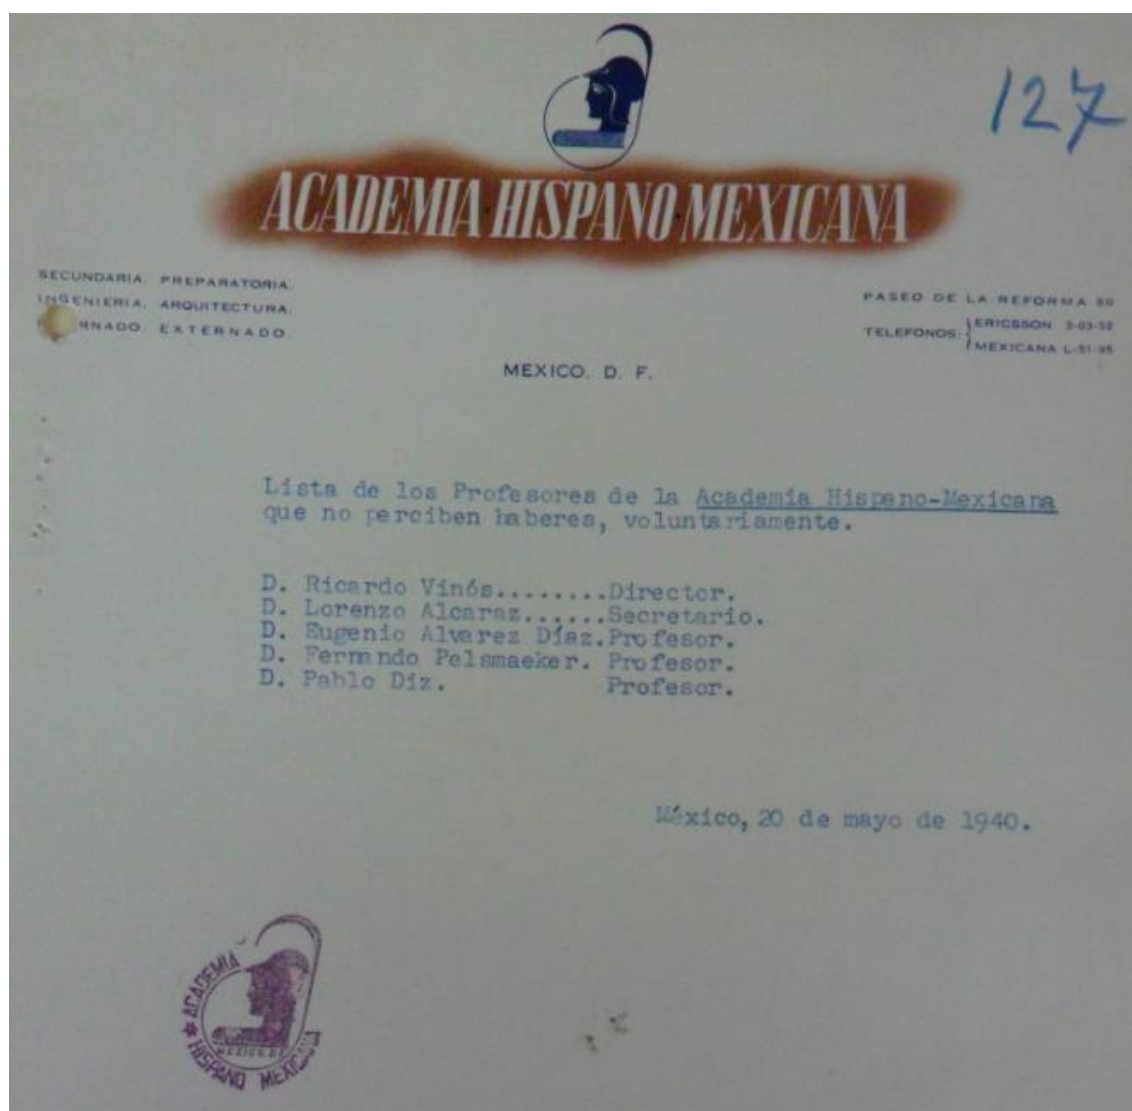 127
ACADEMIA·HISPANO·MEXICANA
SECUNDARIA. PREPARATORIA.
INGENIERIA. ARQUITECTURA.
RNADO. EXTERNADO.
PASEO DE LA REFORMA 80
TELEFONOS: ERICSSON 3-03-52
MEXICANA L-51-95
MEXICO, D. F.
Lista de los Profesores de la Academia Hispano-Mexicana
que no perciben haberes, voluntariamente.
D. Ricardo Vinós........Director.
D. Lorenzo Alcaraz......Secretario.
D. Eugenio Alvarez Díaz.Profesor.
D. Fernando Pelsmaeker. Profesor.
D. Pablo Diz. Profesor.
México, 20 de mayo de 1940.
* ACADEMIA
HISPANO MEXICANA
MEXICO D.F.